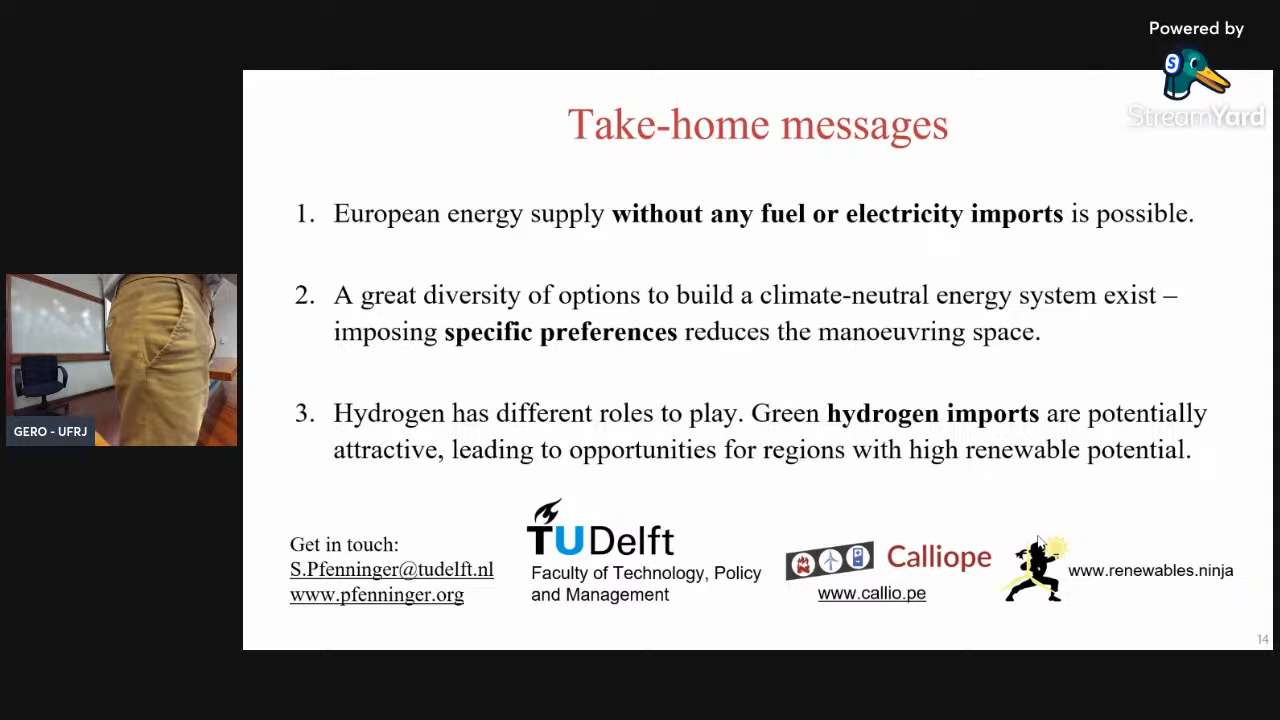 Powered by
StreamYard
Take-home messages
1. European energy supply without any fuel or electricity imports is possible.
2. A great diversity of options to build a climate-neutral energy system exist –
imposing specific preferences reduces the manoeuvring space.
3. Hydrogen has different roles to play. Green hydrogen imports are potentially
attractive, leading to opportunities for regions with high renewable potential.
GERO - UFRJ
Get in touch:
S.Pfenninger@tudelft.nl
www.pfenninger.org
TUDelft
Faculty of Technology, Policy
and Management
Calliope
www.callio.pe
www.renewables.ninja
14